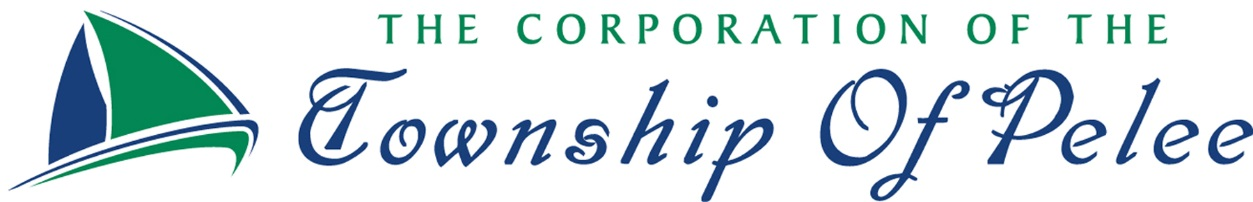 THE CORPORATION OF THE
Township Of Pelee